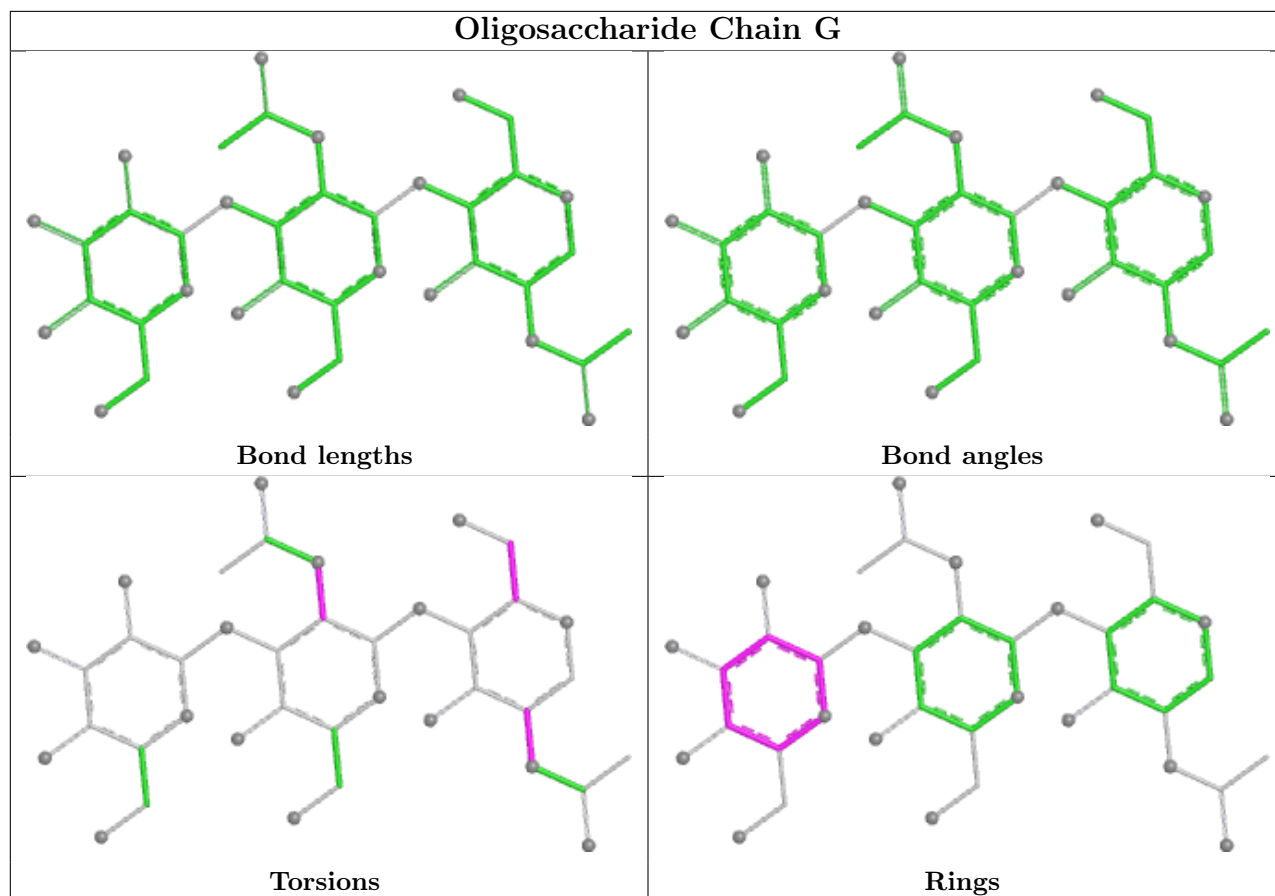 Oligosaccharide Chain G
Bond lengths
Bond angles
Torsions
Rings